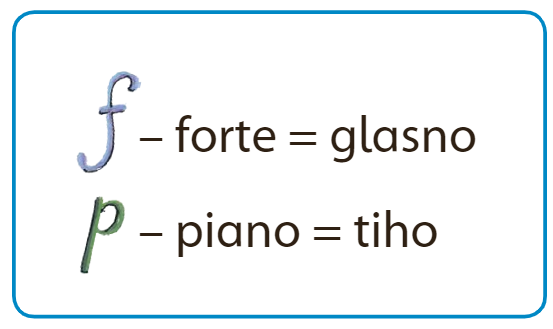 f – forte = glasno
p – piano = tiho